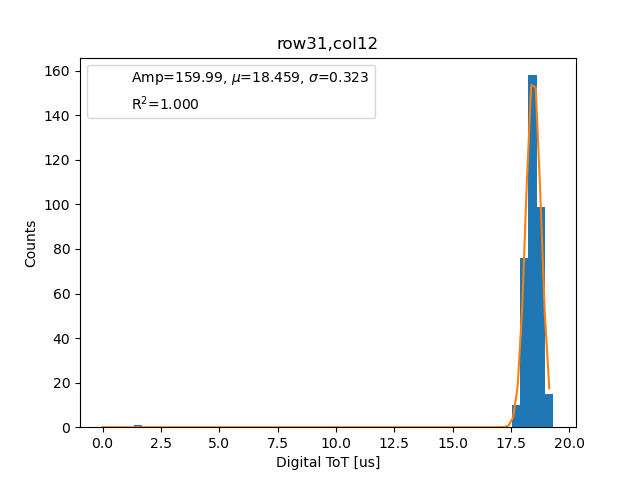 row31,col12
Amp=159.99, μ=18.459, σ=0.323
R²=1.000
160
140
120
100
80
60
40
20
0
Counts
0.0 2.5 5.0 7.5 10.0 12.5 15.0 17.5 20.0
Digital ToT [us]